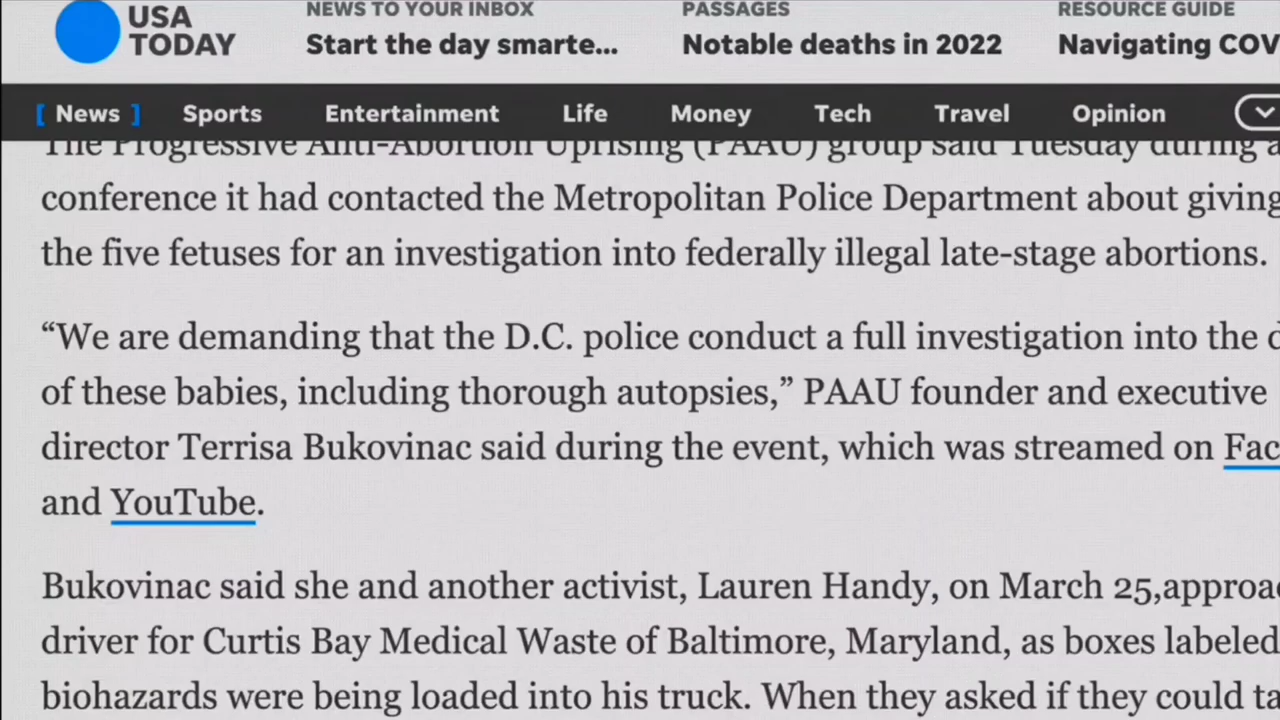 USA
TODAY
NEWS TO YOUR INBOX
Start the day smarte...
PASSAGES
Notable deaths in 2022
RESOURCE GUIDE
Navigating COV
[ News ] Sports Entertainment Life Money Tech Travel Opinion
The Progressive Anti-Abortion Uprising (PAAU) group said Tuesday during a
conference it had contacted the Metropolitan Police Department about giving
the five fetuses for an investigation into federally illegal late-stage abortions.
“We are demanding that the D.C. police conduct a full investigation into the
of these babies, including thorough autopsies,” PAAU founder and executive
director Terrisa Bukovinac said during the event, which was streamed on Fac
and YouTube.
Bukovinac said she and another activist, Lauren Handy, on March 25,approac
driver for Curtis Bay Medical Waste of Baltimore, Maryland, as boxes labeled
biohazards were being loaded into his truck. When they asked if they could ta